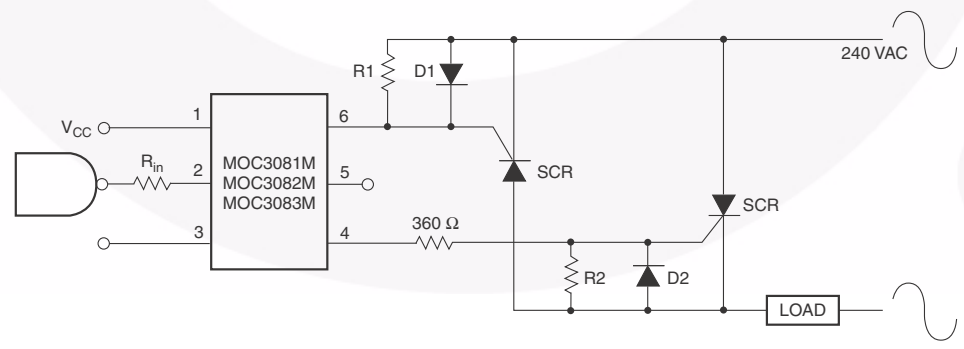 240 VAC
R1
D1
1
6
V_CC
R_in
2
MOC3081M
MOC3082M
MOC3083M
5
SCR
SCR
3
4
360 Ω
R2
D2
LOAD